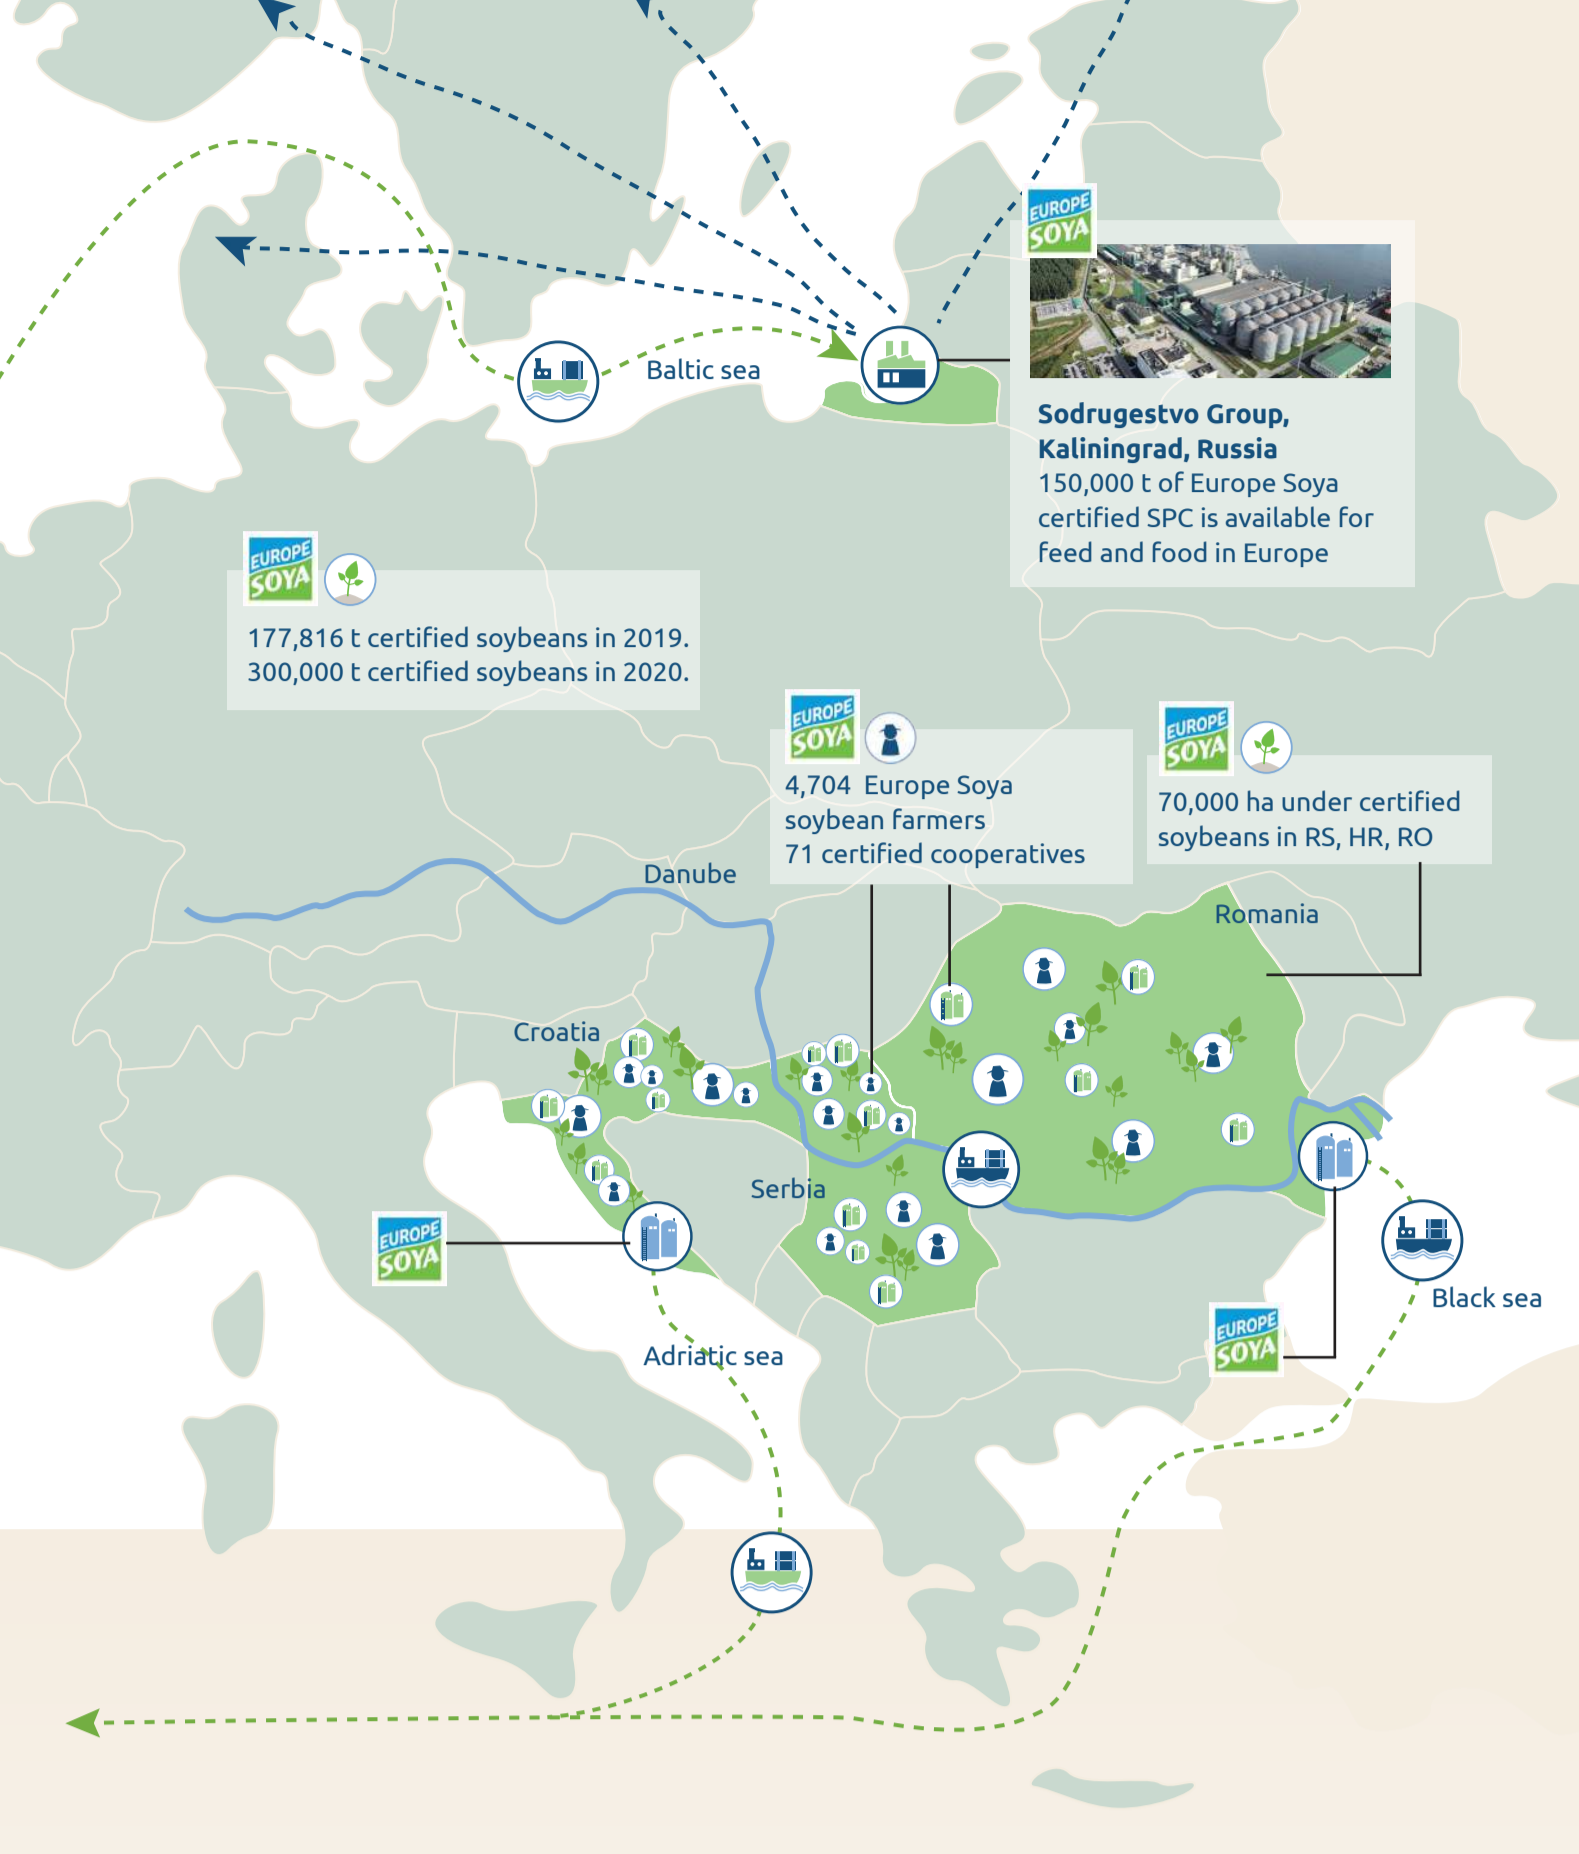 EUROPE
SOYA
Baltic sea
Sodrugestvo Group,
Kaliningrad, Russia
150,000 t of Europe Soya
certified SPC is available for
feed and food in Europe
EUROPE
SOYA
177,816 t certified soybeans in 2019.
300,000 t certified soybeans in 2020.
EUROPE
SOYA
4,704 Europe Soya
soybean farmers
71 certified cooperatives
EUROPE
SOYA
70,000 ha under certified
soybeans in RS, HR, RO
Danube
Romania
Croatia
Serbia
EUROPE
SOYA
Black sea
EUROPE
SOYA
Adriatic sea